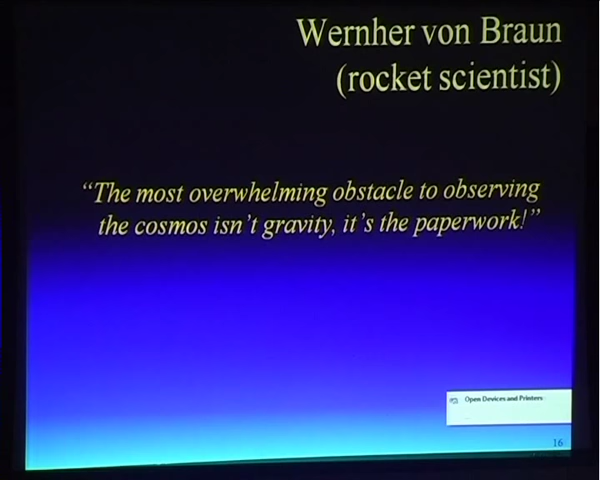 Wernher von Braun
(rocket scientist)
“The most overwhelming obstacle to observing
the cosmos isn’t gravity, it’s the paperwork!”
Open Devices and Printers
16